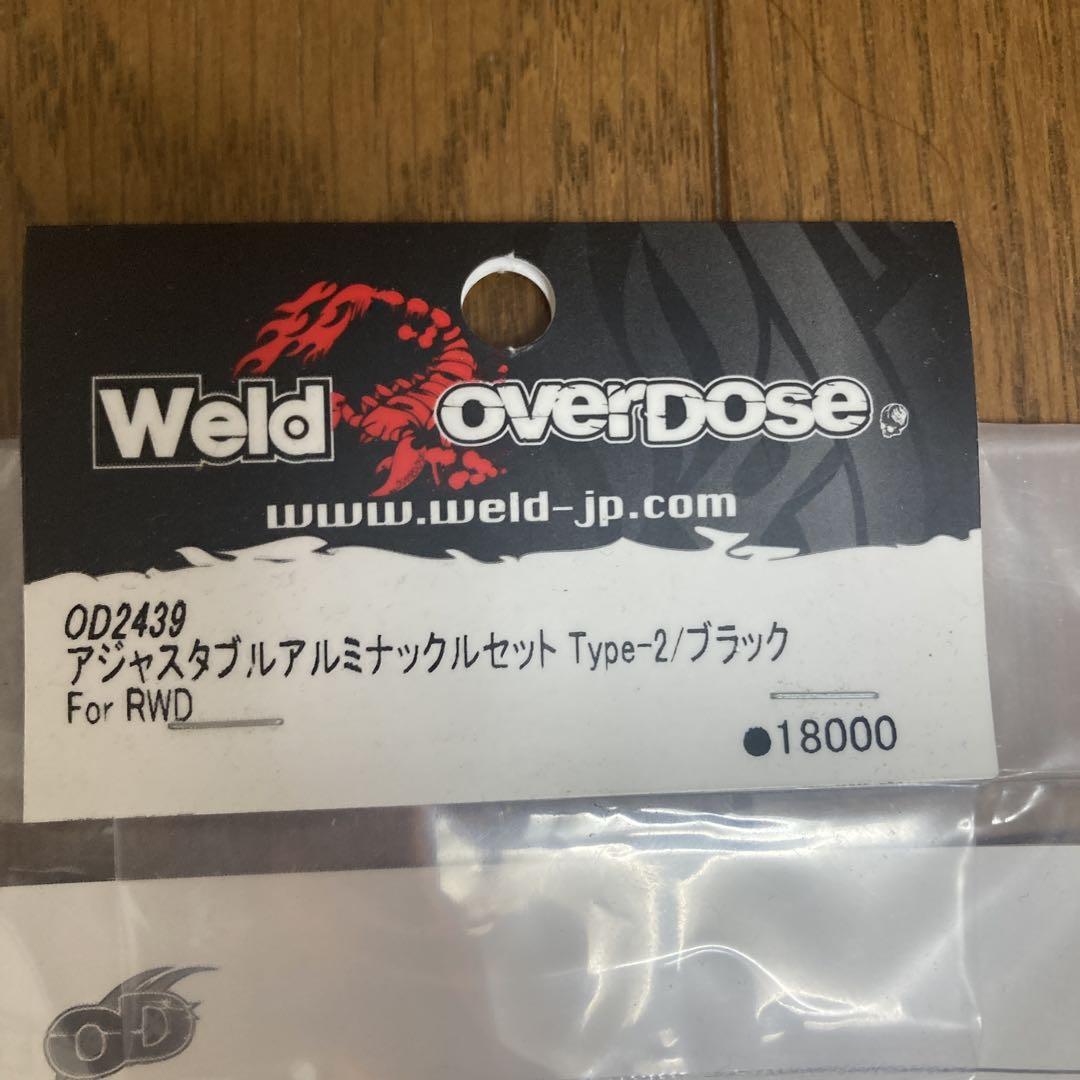 Weld OVERDOSE
www.weld-jp.com
OD2439
アジャスタブルアルミナックルセット Type-2/ブラック
For RWD
●18000
OD